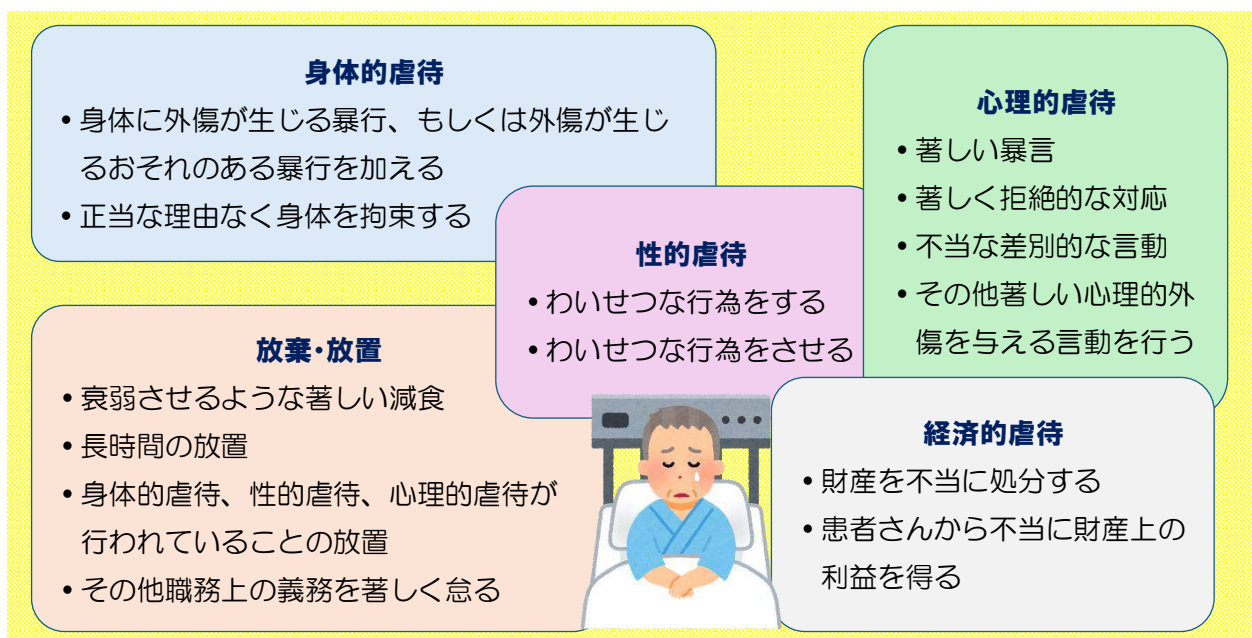 身体的虐待
•身体に外傷が生じる暴行、もしくは外傷が生じ
るおそれのある暴行を加える
•正当な理由なく身体を拘束する
心理的虐待
•著しい暴言
•著しく拒絶的な対応
•不当な差別的な言動
•その他著しい心理的外
傷を与える言動を行う
性的虐待
•わいせつな行為をする
•わいせつな行為をさせる
放棄・放置
•衰弱させるような著しい減食
•長時間の放置
•身体的虐待、性的虐待、心理的虐待が
行われていることの放置
•その他職務上の義務を著しく怠る
経済的虐待
•財産を不当に処分する
•患者さんから不当に財産上の
利益を得る